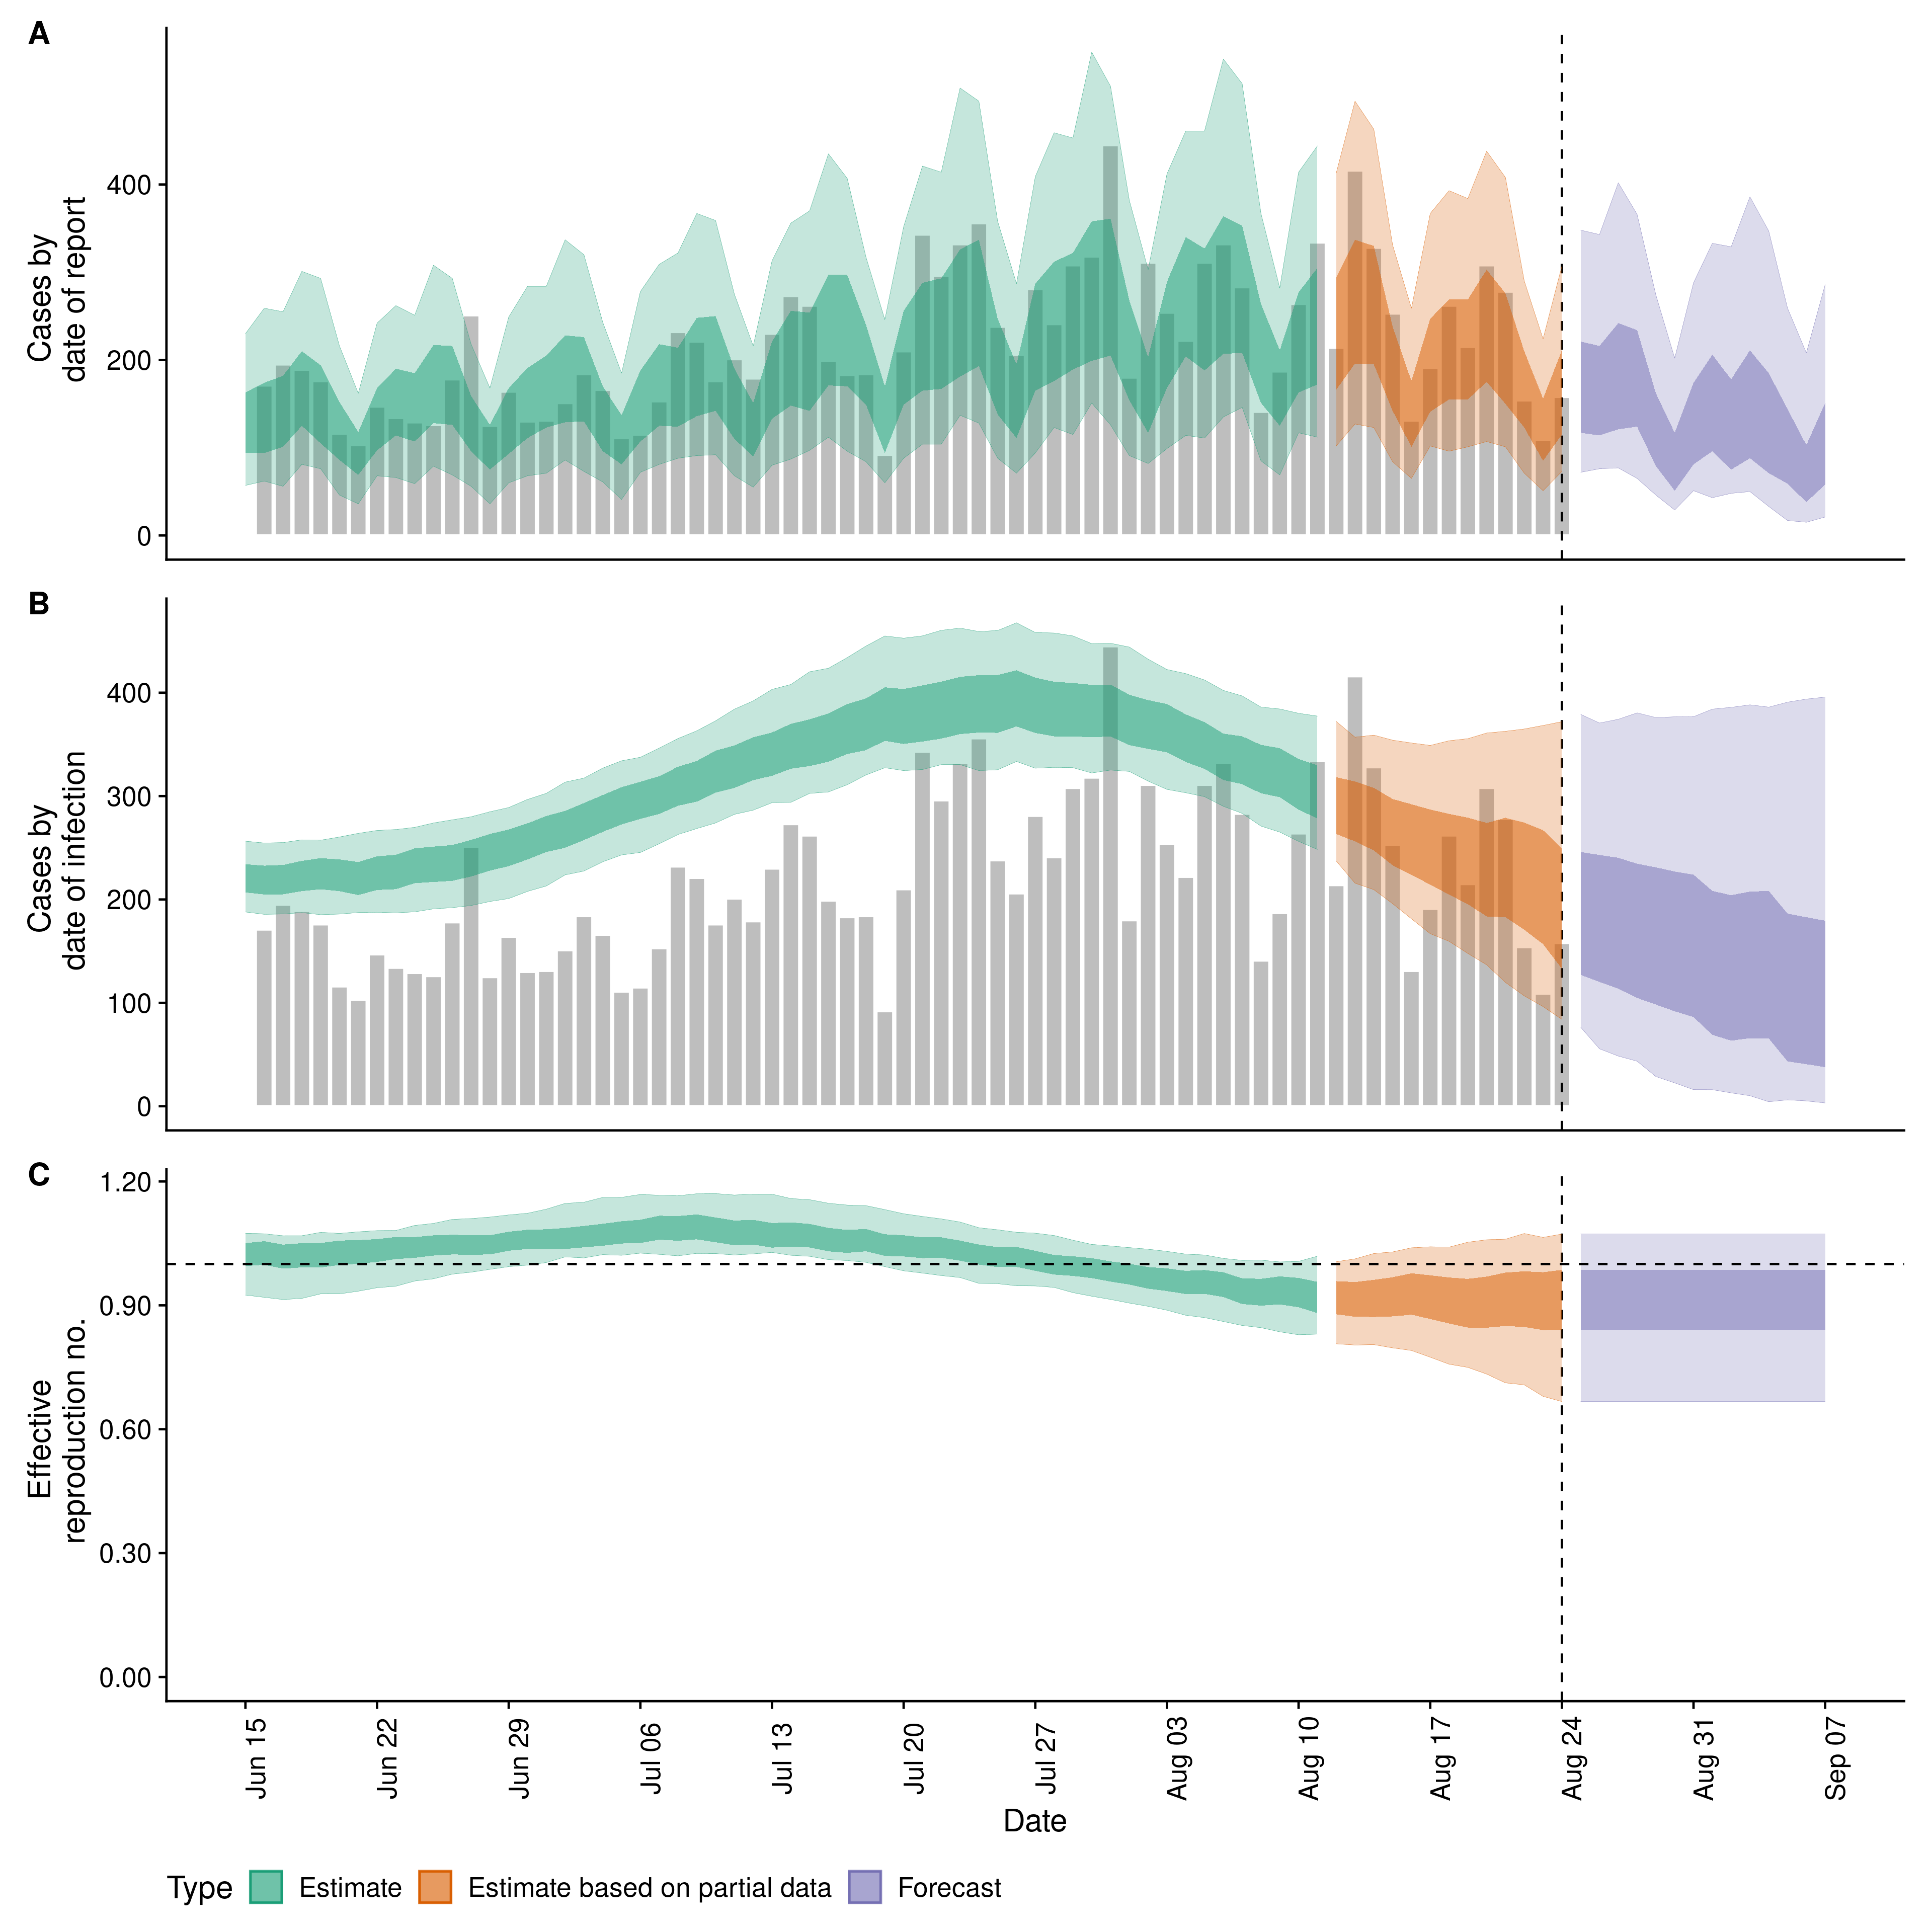 A
Cases by
date of report
400
200
0
B
Cases by
date of infection
400
300
200
100
0
C
Effective
reproduction no.
1.20
0.90
0.60
0.30
0.00
Jun 15
Jun 22
Jun 29
Jul 06
Jul 13
Jul 20
Jul 27
Aug 03
Aug 10
Aug 17
Aug 24
Aug 31
Sep 07
Date
Type
Estimate
Estimate based on partial data
Forecast